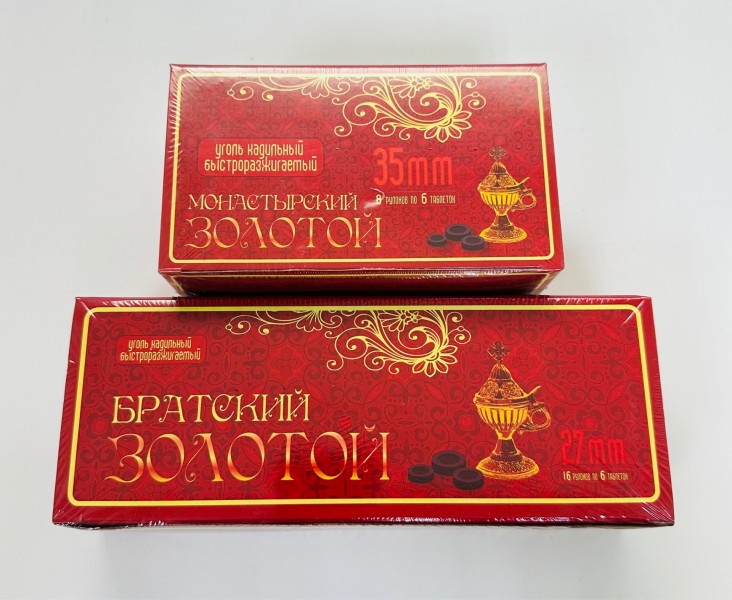 уголь кадильный
быстроразжигаемый
35mm
8 рулонов по 6 таблеток
МОНАСТЫРСКИЙ
ЗОЛОТОЙ
уголь кадильный
быстроразжигаемый
БРАТСКИЙ
ЗОЛОТОЙ
27mm
16 рулонов по 6 таблеток